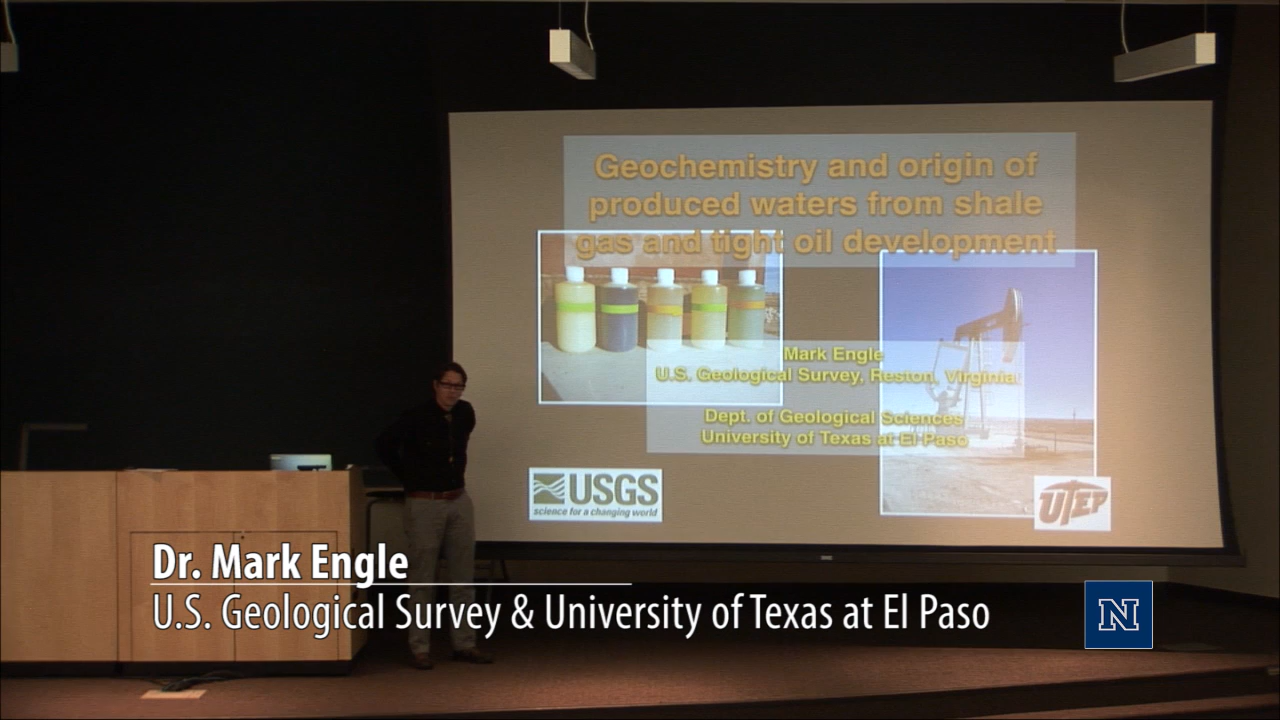 Geochemistry and origin of
produced waters from shale
gas and tight oil development
Mark Engle
U.S. Geological Survey, Reston, Virginia
Dept. of Geological Sciences
University of Texas at El Paso
USGS
science for a changing world
UTEP
Dr. Mark Engle
U.S. Geological Survey & University of Texas at El Paso
N